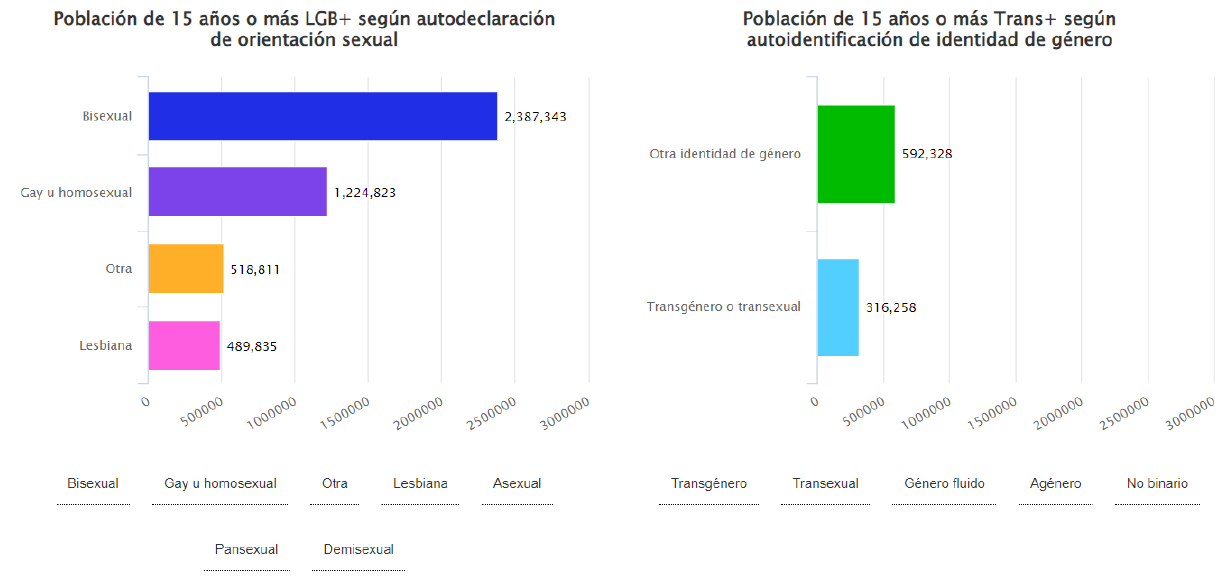 Población de 15 años o más LGB+ según autodeclaración
de orientación sexual
Bisexual
2,387,343
Gay u homosexual
1,224,823
Otra
518,811
Lesbiana
489,835
0
500000
1000000
1500000
2000000
2500000
3000000
Bisexual
Gay u homosexual
Otra
Lesbiana
Asexual
Pansexual
Demisexual
Población de 15 años o más Trans+ según
autoidentificación de identidad de género
Otra identidad de género
592,328
Transgénero o transexual
316,258
0
500000
1000000
1500000
2000000
2500000
3000000
Transgénero
Transexual
Género fluido
Agénero
No binario